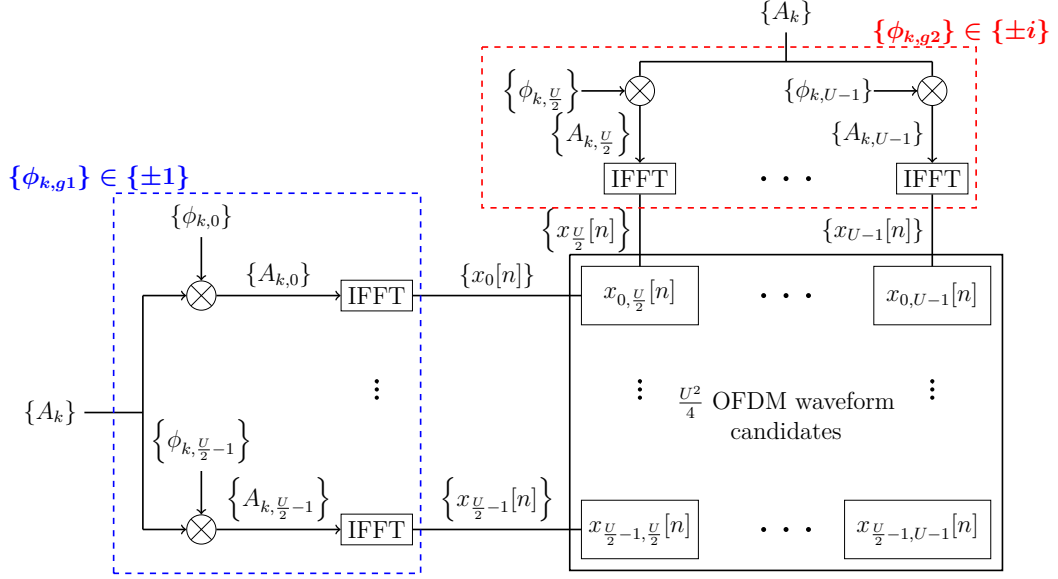 {A_k}
{ϕ_{k,g2}} ∈ {±i}
{ϕ_{k,U/2}}
{ϕ_{k,U−1}}
{A_{k,U/2}}
{A_{k,U−1}}
IFFT
· · ·
IFFT
{ϕ_{k,g1}} ∈ {±1}
{ϕ_{k,0}}
{x_{U/2}[n]}
{x_{U−1}[n]}
{A_{k,0}}
IFFT
{x_0[n]}
x_{0,U/2}[n]
· · ·
x_{0,U−1}[n]
⋮
⋮
⋮
{A_k}
U²/4 OFDM waveform
candidates
{ϕ_{k,U/2−1}}
{A_{k,U/2−1}}
IFFT
{x_{U/2−1}[n]}
x_{U/2−1,U/2}[n]
· · ·
x_{U/2−1,U−1}[n]